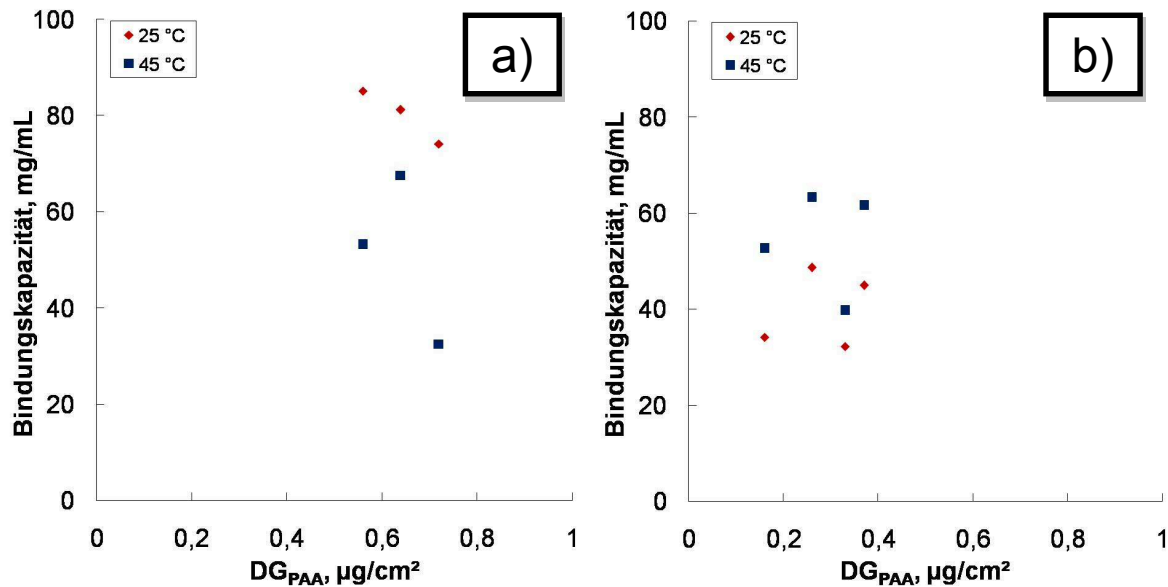 a)
25 °C
45 °C
Bindungskapazität, mg/mL
100
80
60
40
20
0
0 0,2 0,4 0,6 0,8 1
DG_PAA, µg/cm²
b)
25 °C
45 °C
Bindungskapazität, mg/mL
100
80
60
40
20
0
0 0,2 0,4 0,6 0,8 1
DG_PAA, µg/cm²